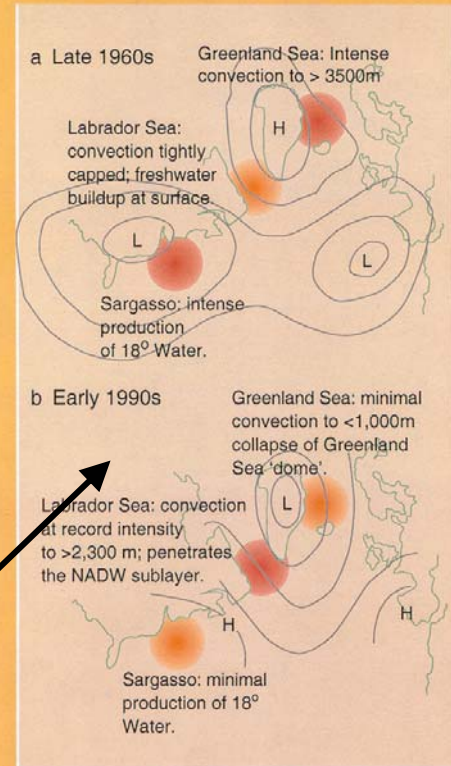 a Late 1960s
Greenland Sea: Intense
convection to > 3500m
H
Labrador Sea:
convection tightly
capped; freshwater
buildup at surface.
L
L
Sargasso: intense
production
of 18° Water.
b Early 1990s
Greenland Sea: minimal
convection to <1,000m
collapse of Greenland
Sea 'dome'.
L
Labrador Sea: convection
at record intensity
to >2,300 m; penetrates
the NADW sublayer.
H
H
Sargasso: minimal
production of 18°
Water.